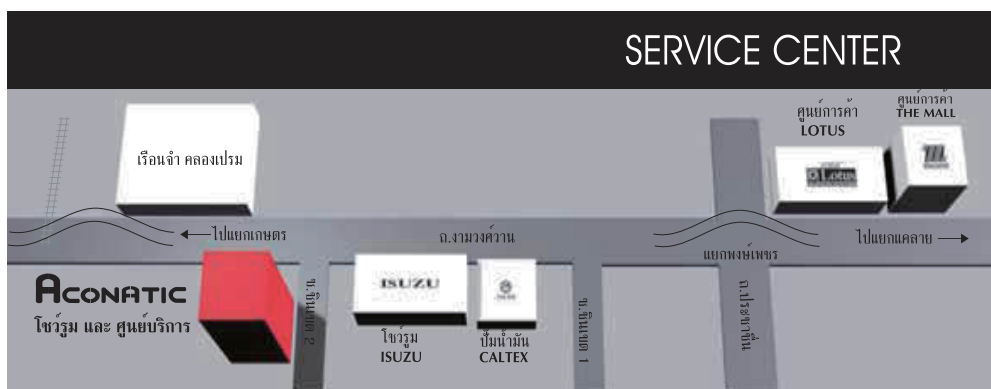 SERVICE CENTER
ศูนย์การค้า
THE MALL
ศูนย์การค้า
LOTUS
เรือนจำ คลองเปรม
Lotus
ไปแยกเกษตร
ถ.งามวงศ์วาน
ไปแยกแคลาย
แยกพงษ์เพชร
ACONATIC
โชว์รูม และ ศูนย์บริการ
ซ.ชินเขต 2
ISUZU
โชว์รูม
ISUZU
ปั๊มน้ำมัน
CALTEX
ซ.ชินเขต 1
ถ.ประชาชื่น